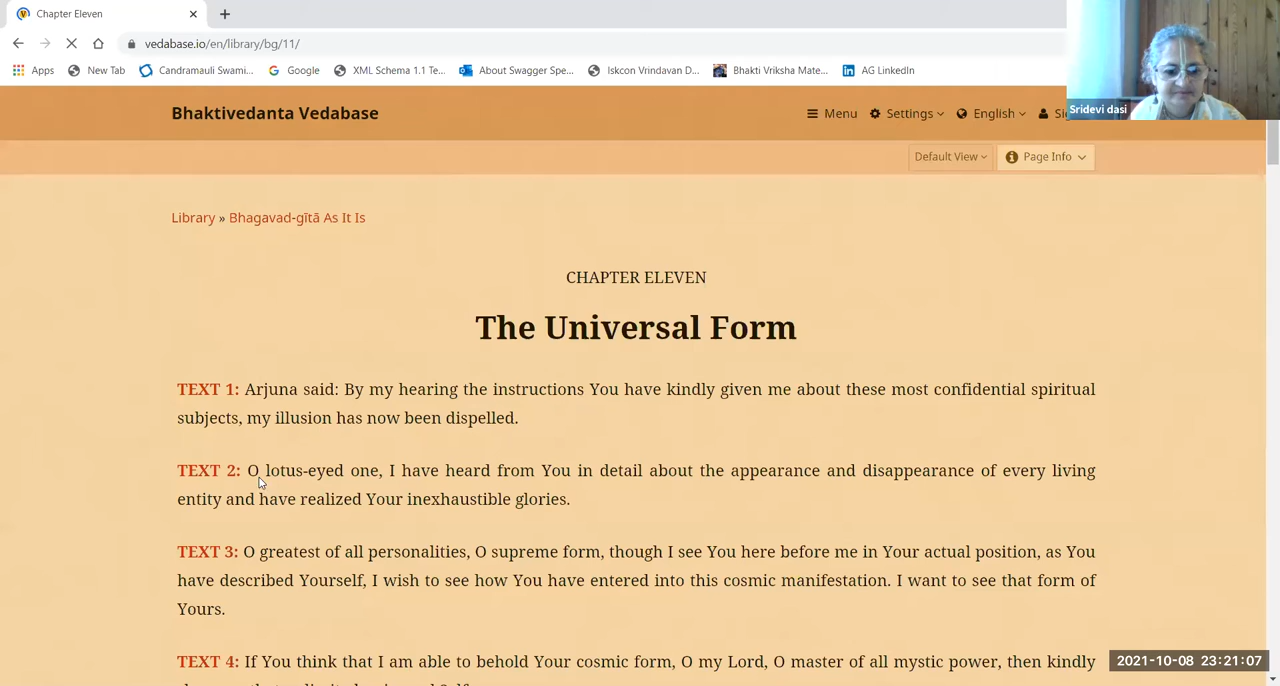 Chapter Eleven
vedabase.io/en/library/bg/11/
Apps New Tab Candramauli Swami... Google XML Schema 1.1 Te... About Swagger Spe... Iskcon Vrindavan D... Bhakti Vriksha Mate... AG LinkedIn
Sridevi dasi
Bhaktivedanta Vedabase Menu Settings English
Default View Page Info
Library » Bhagavad-gītā As It Is
CHAPTER ELEVEN
The Universal Form
TEXT 1: Arjuna said: By my hearing the instructions You have kindly given me about these most confidential spiritual
subjects, my illusion has now been dispelled.
TEXT 2: O lotus-eyed one, I have heard from You in detail about the appearance and disappearance of every living
entity and have realized Your inexhaustible glories.
TEXT 3: O greatest of all personalities, O supreme form, though I see You here before me in Your actual position, as You
have described Yourself, I wish to see how You have entered into this cosmic manifestation. I want to see that form of
Yours.
TEXT 4: If You think that I am able to behold Your cosmic form, O my Lord, O master of all mystic power, then kindly
2021-10-08 23:21:07